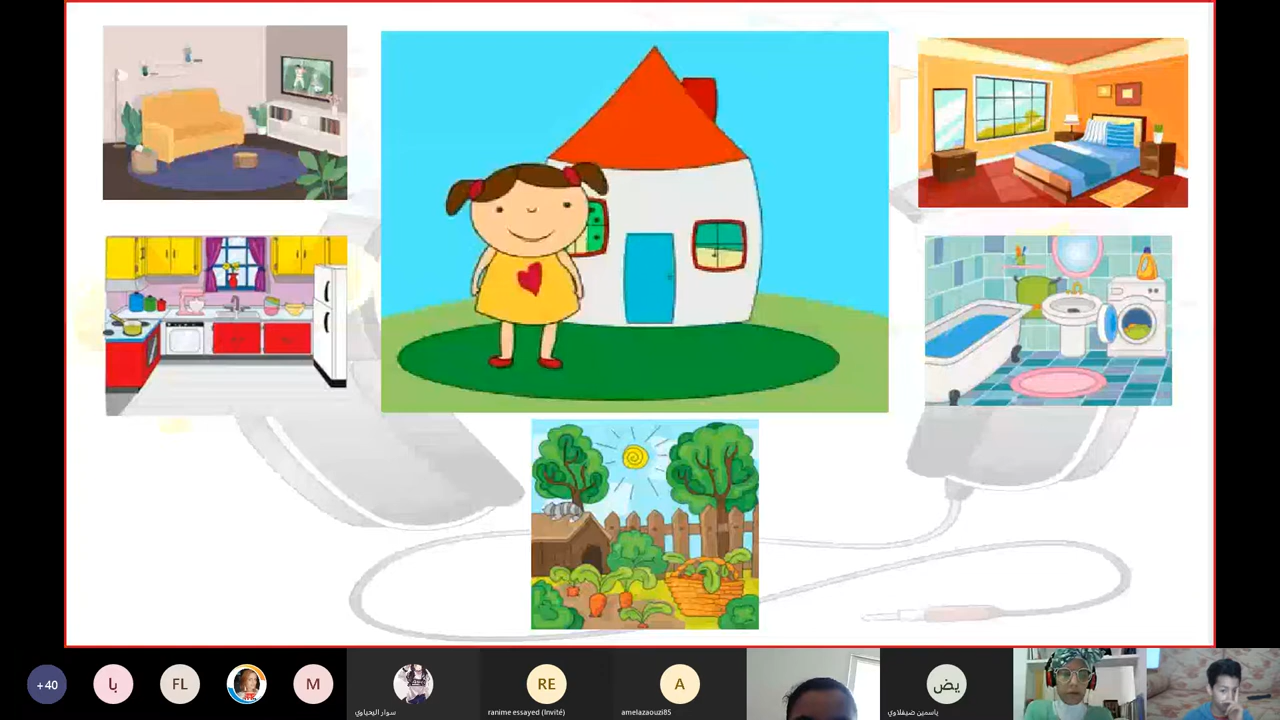 +40
با
FL
M
سوار اليحياوي
RE
ranime essayed (Invité)
A
amelazaouzi85
يض
ياسمين ضيفلاوي